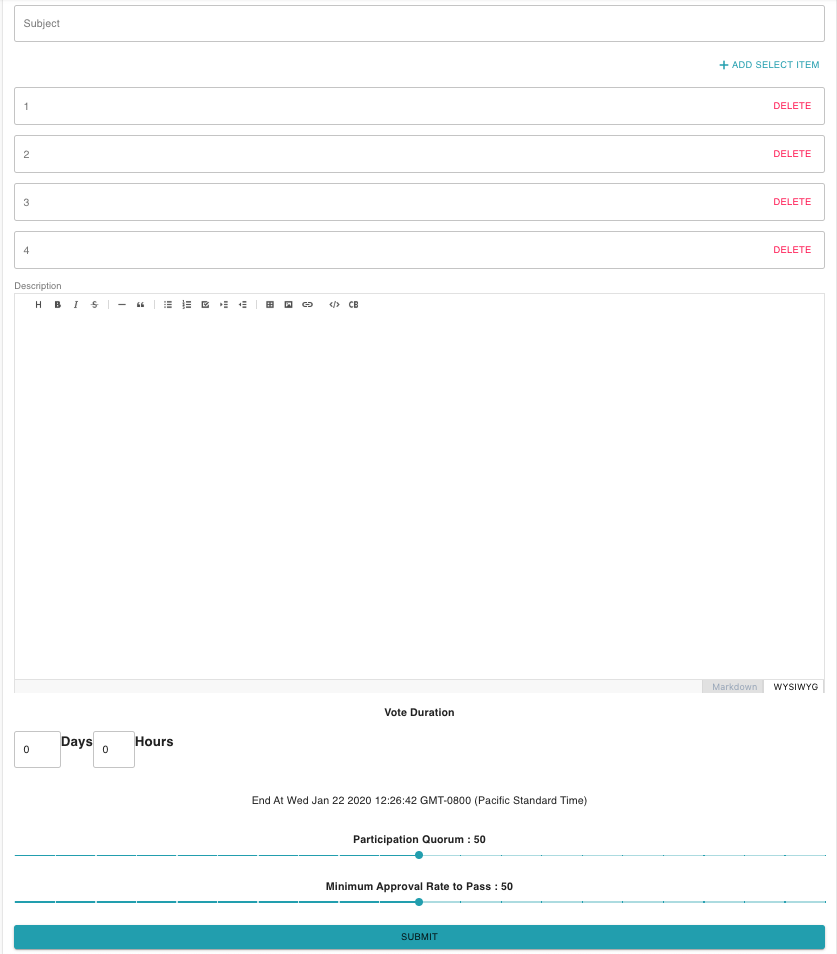 Subject
+ ADD SELECT ITEM
1 DELETE
2 DELETE
3 DELETE
4 DELETE
Description
H B I S — “ </> CB
Markdown WYSIWYG
Vote Duration
0 Days 0 Hours
End At Wed Jan 22 2020 12:26:42 GMT-0800 (Pacific Standard Time)
Participation Quorum : 50
Minimum Approval Rate to Pass : 50
SUBMIT